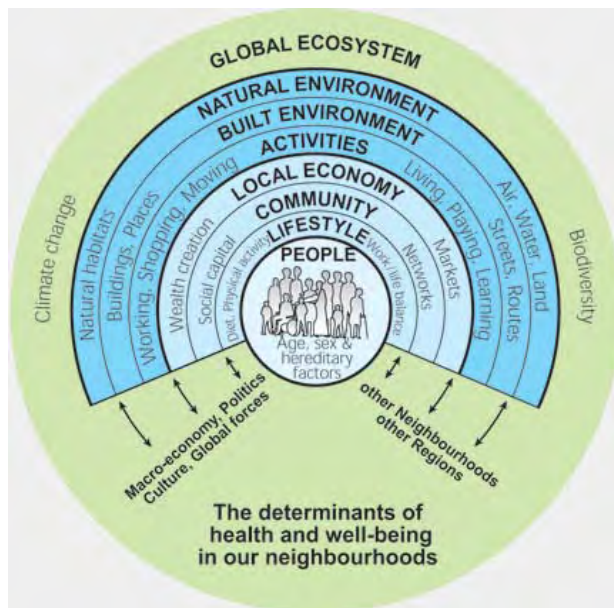 GLOBAL ECOSYSTEM
NATURAL ENVIRONMENT
BUILT ENVIRONMENT
ACTIVITIES
LOCAL ECONOMY
COMMUNITY
LIFESTYLE
PEOPLE
Age, sex &
hereditary
factors
Climate change
Natural habitats
Buildings, Places
Working, Shopping, Moving
Wealth creation
Social capital
Diet, Physical activity
Work/life balance
Networks
Markets
Living, Playing, Learning
Streets, Routes
Air, Water, Land
Biodiversity
Macro-economy, Politics
Culture, Global forces
other Neighbourhoods
other Regions
The determinants of
health and well-being
in our neighbourhoods